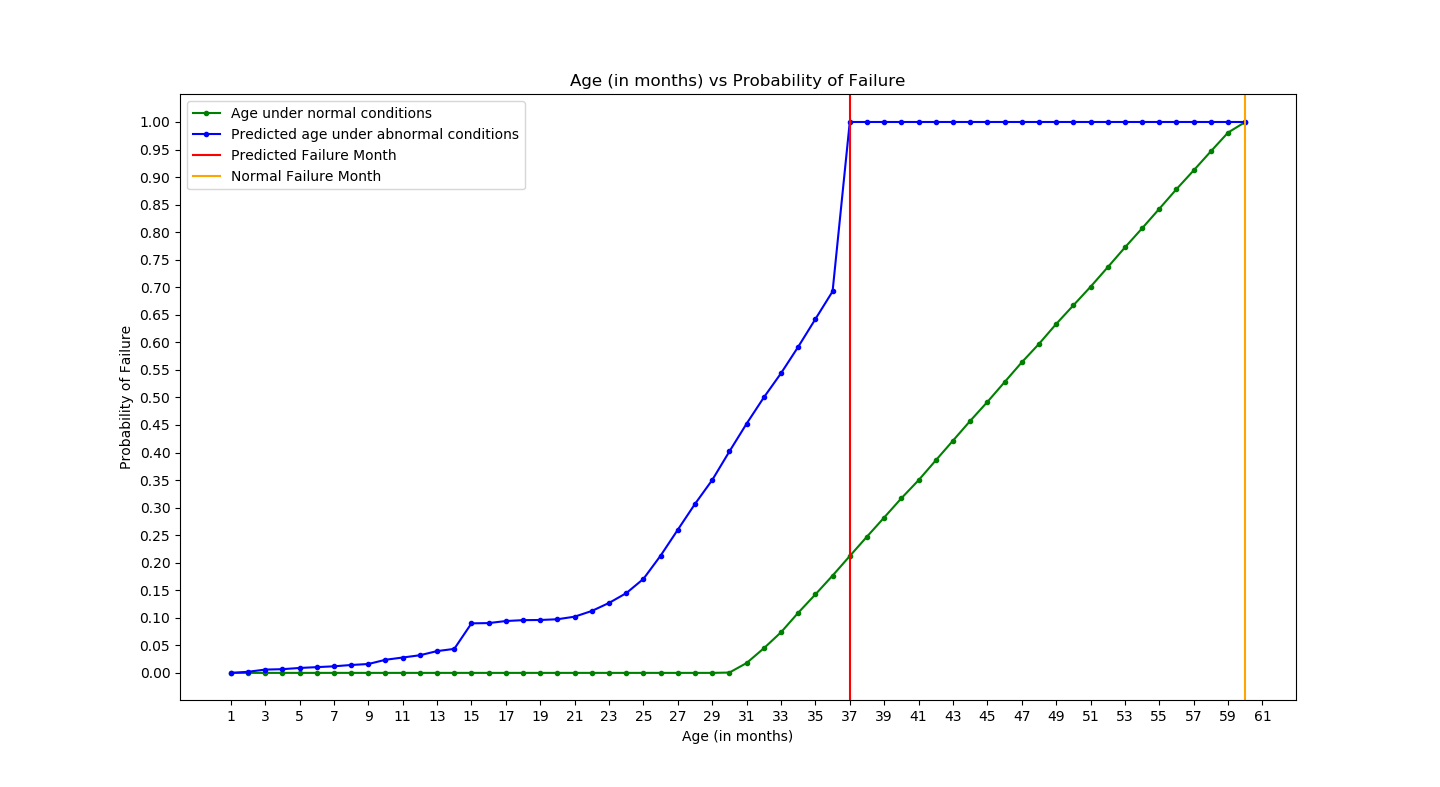 Age (in months) vs Probability of Failure
Age under normal conditions
Predicted age under abnormal conditions
Predicted Failure Month
Normal Failure Month
1.00
0.95
0.90
0.85
0.80
0.75
0.70
0.65
0.60
0.55
0.50
0.45
0.40
0.35
0.30
0.25
0.20
0.15
0.10
0.05
0.00
Probability of Failure
1 3 5 7 9 11 13 15 17 19 21 23 25 27 29 31 33 35 37 39 41 43 45 47 49 51 53 55 57 59 61
Age (in months)